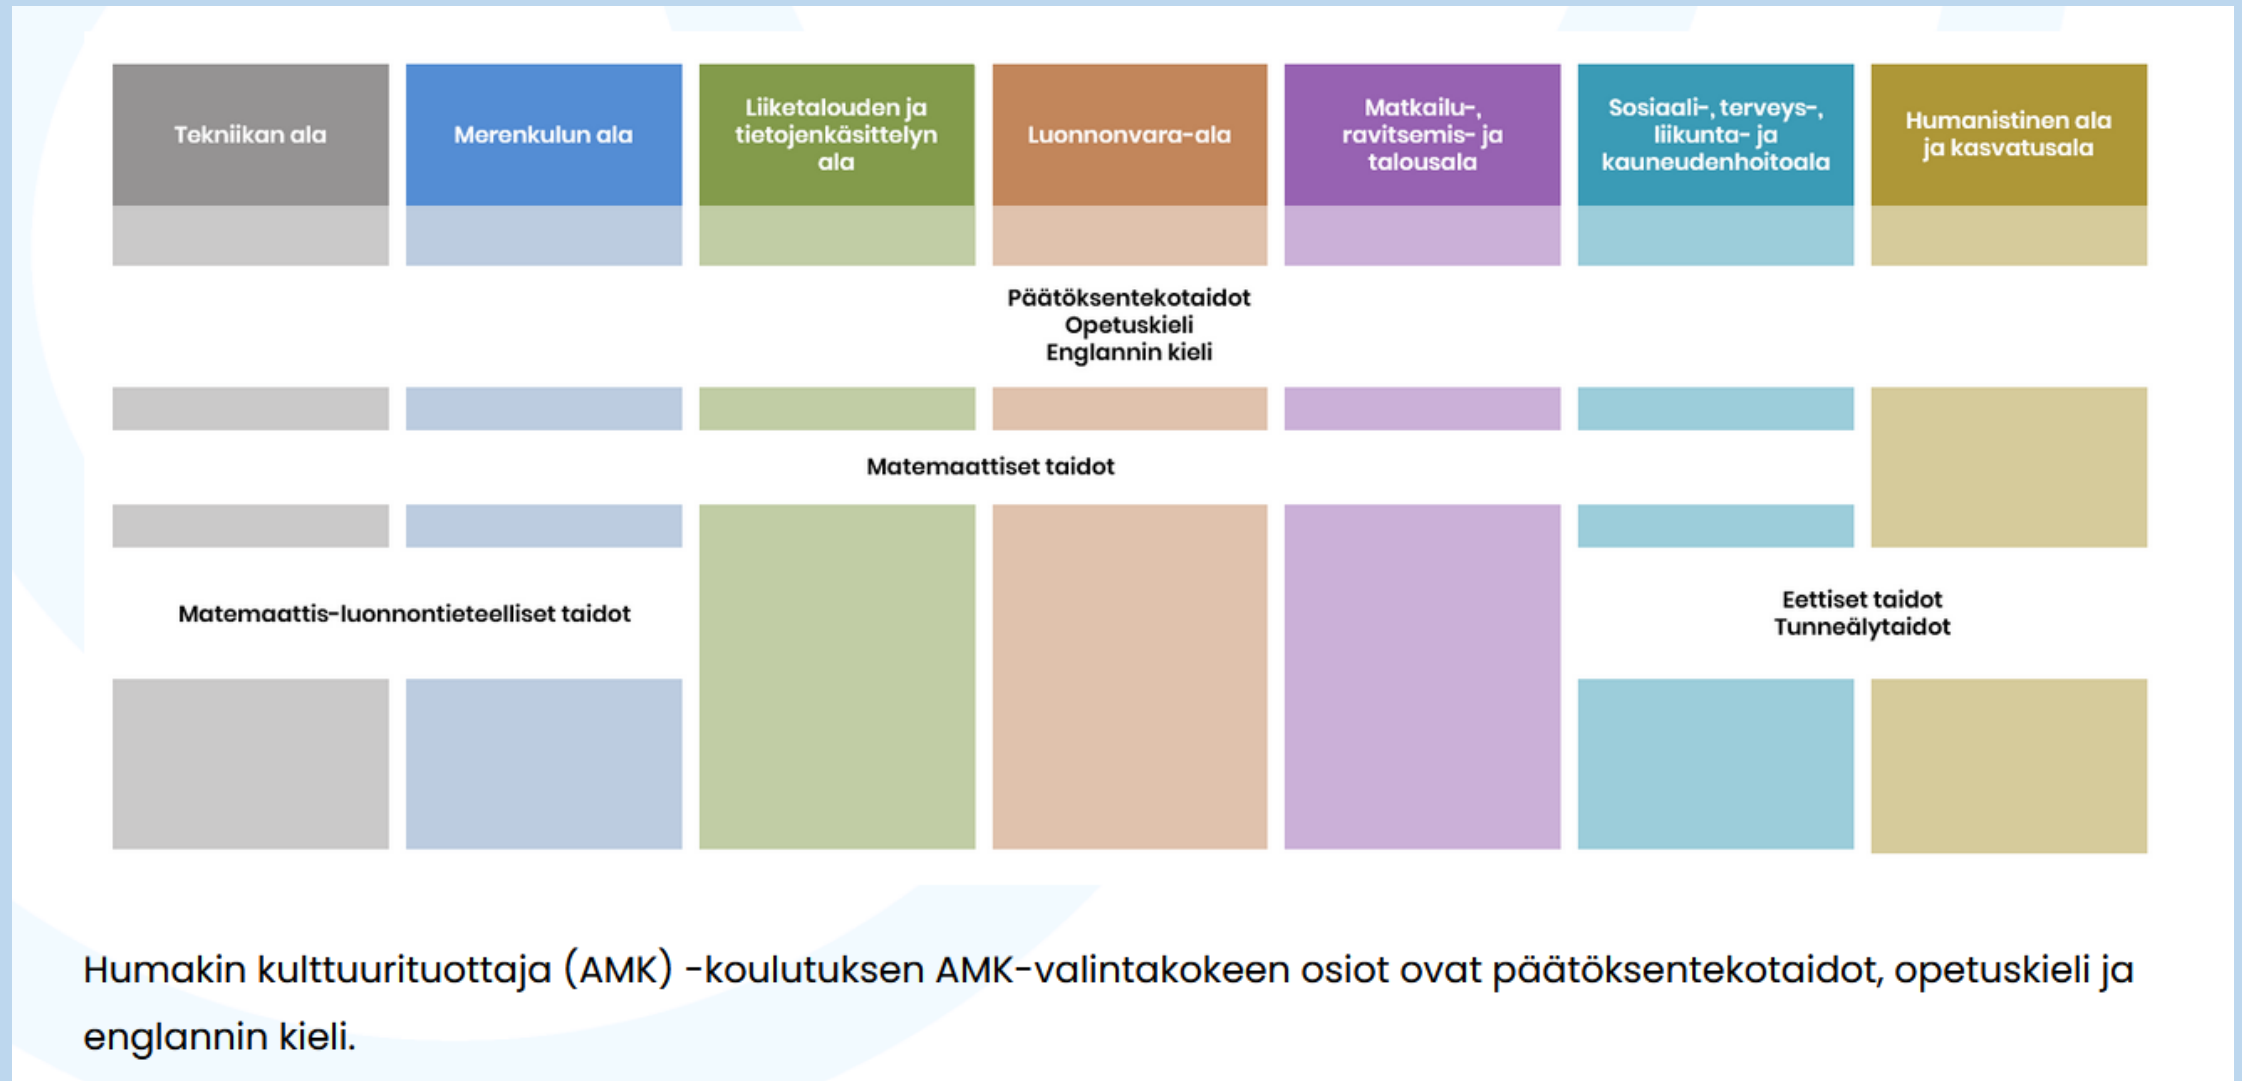 Tekniikan ala
Merenkulun ala
Liiketalouden ja
tietojenkäsittelyn
ala
Luonnonvara-ala
Matkailu-,
ravitsemis- ja
talousala
Sosiaali-, terveys-,
liikunta- ja
kauneudenhoitoala
Humanistinen ala
ja kasvatusala
Päätöksentekotaidot
Opetuskieli
Englannin kieli
Matemaattiset taidot
Matemaattis-luonnontieteelliset taidot
Eettiset taidot
Tunneälytaidot
Humakin kulttuurituottaja (AMK) -koulutuksen AMK-valintakokeen osiot ovat päätöksentekotaidot, opetuskieli ja
englannin kieli.